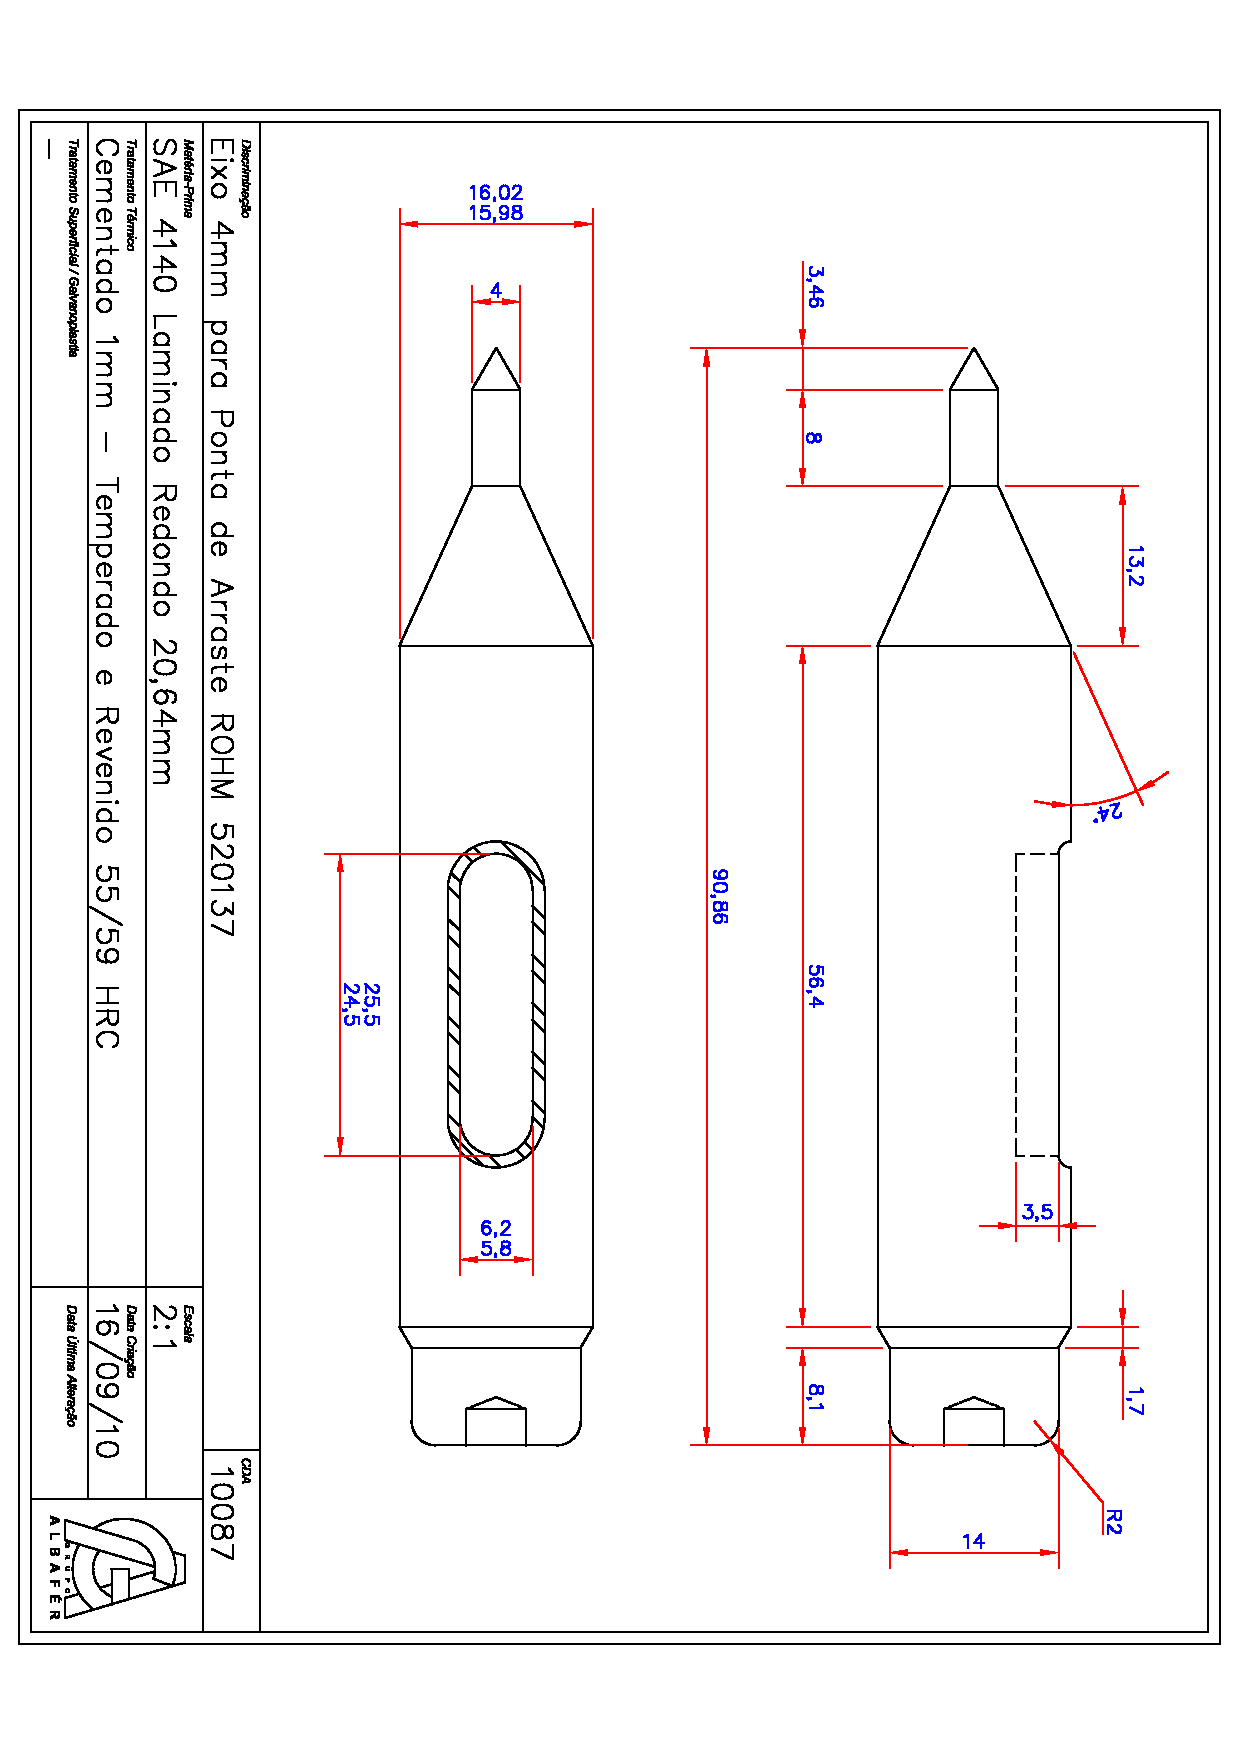 16,02
15,98
4
3,46
8
13,2
24°
90,86
56,4
25,5
24,5
6,2
5,8
3,5
1,7
8,1
R2
14
Discriminação
Eixo 4mm para Ponta de Arraste ROHM 520137
CDA
10087
Matéria-Prima
SAE 4140 Laminado Redondo 20,64mm
Escala
2:1
Tratamento Térmico
Cementado 1mm - Temperado e Revenido 55/59 HRC
Data Criação
16/09/10
Tratamento Superficial / Galvanoplastia
-
Data Última Alteração
GRUPO
ALBAFÉR